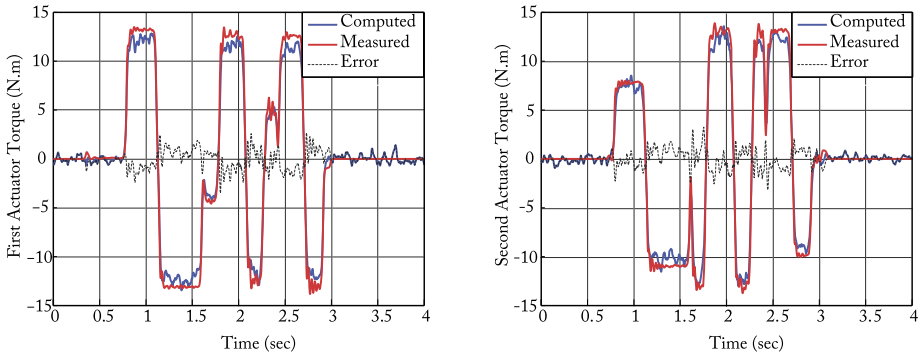 15
10
5
0
-5
-10
-15
First Actuator Torque (N.m)
0 0.5 1 1.5 2 2.5 3 3.5 4
Time (sec)
Computed
Measured
Error
15
10
5
0
-5
-10
-15
Second Actuator Torque (N.m)
0 0.5 1 1.5 2 2.5 3 3.5 4
Time (sec)
Computed
Measured
Error